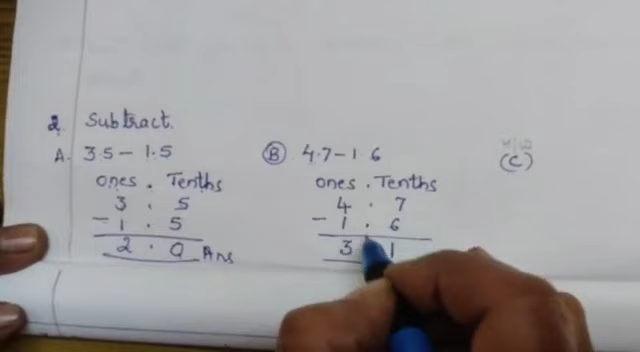 2. Subtract.
A. 3.5 - 1.5
ones . Tenths
3 . 5
- 1 . 5
2 . 0 Ans
B 4.7 - 1 6
ones . Tenths
4 . 7
- 1 . 6
3 1
H/W
(C)